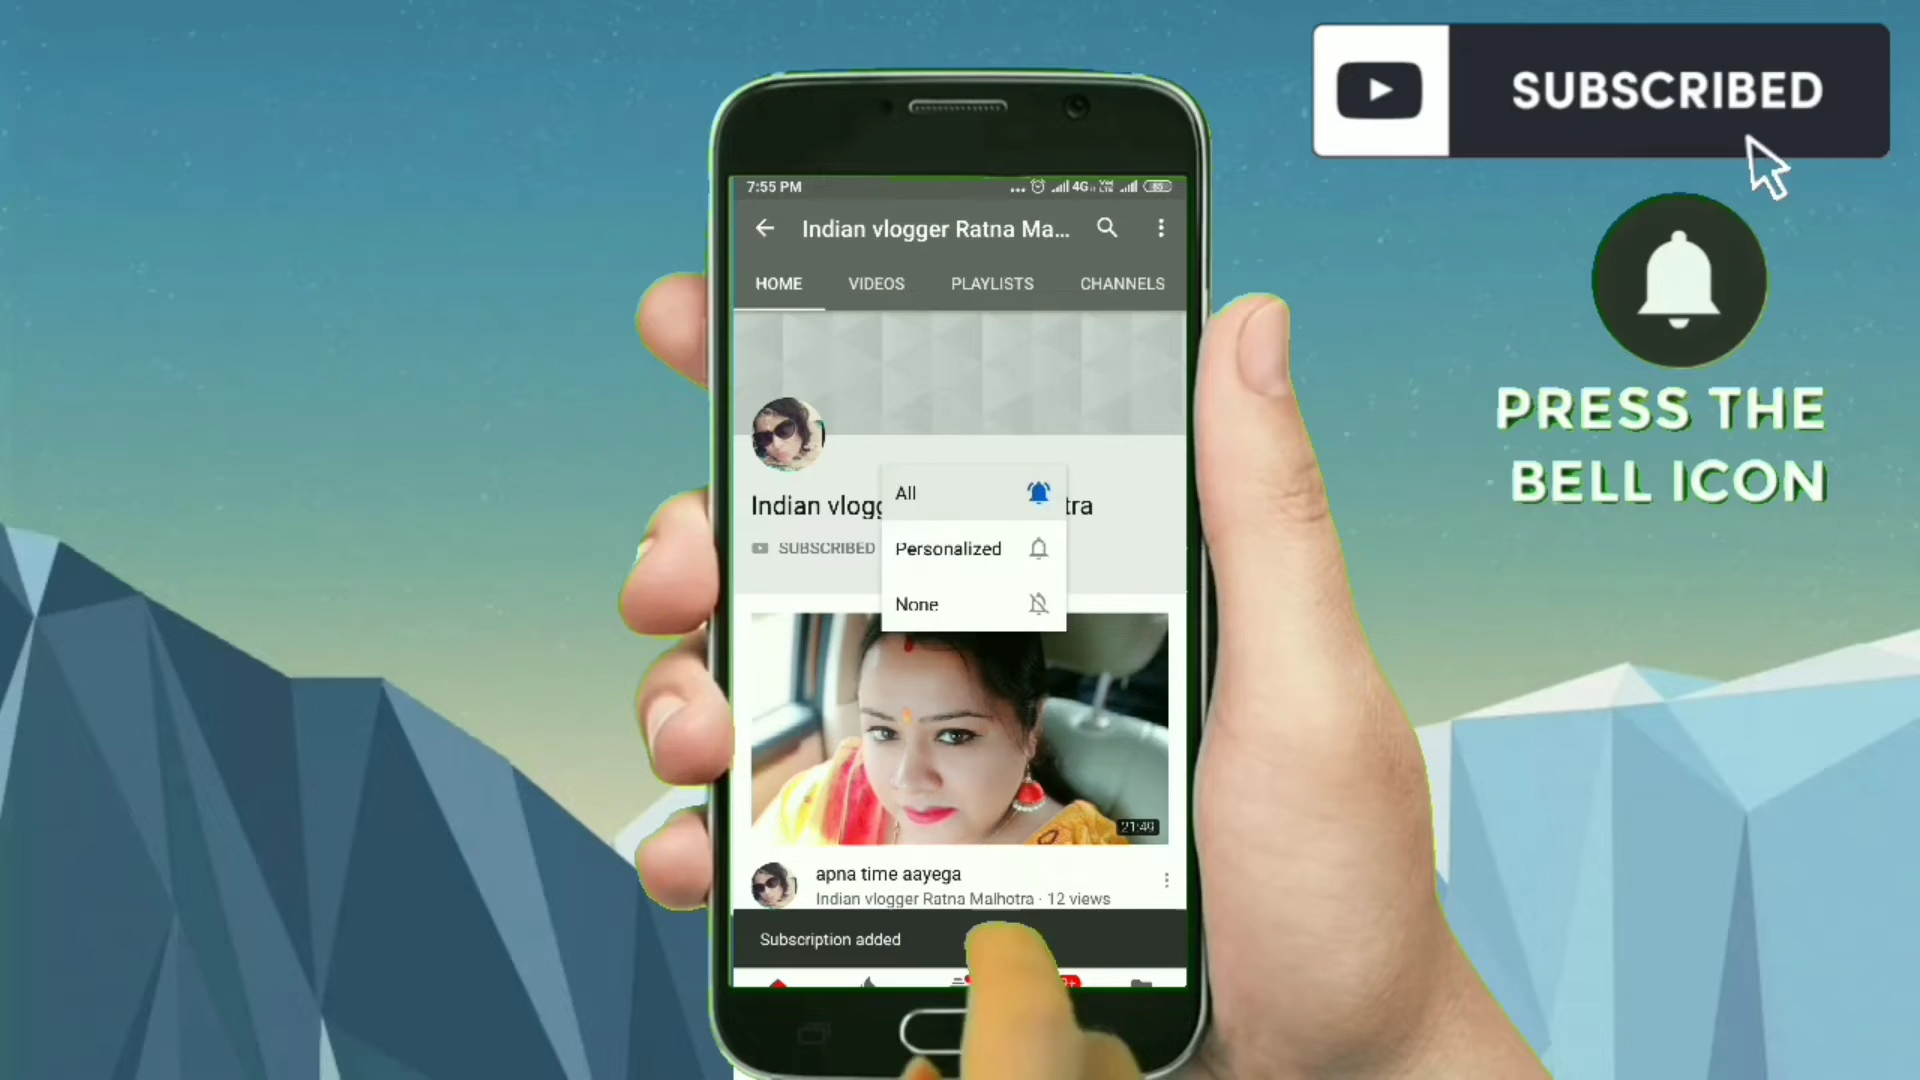 SUBSCRIBED
PRESS THE
BELL ICON
7:55 PM
4G
Indian vlogger Ratna Ma...
HOME VIDEOS PLAYLISTS CHANNELS
All
Indian vlogg tra
SUBSCRIBED
Personalized
None
21:49
apna time aayega
Indian vlogger Ratna Malhotra · 12 views
Subscription added